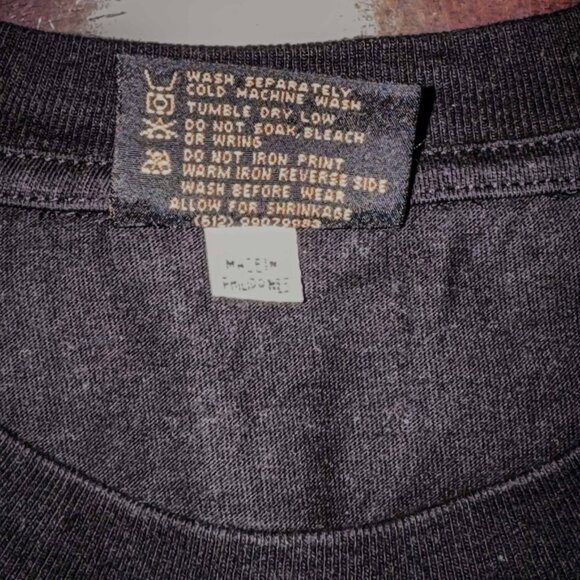 WASH SEPARATELY
COLD MACHINE WASH
TUMBLE DRY LOW
DO NOT SOAK, BLEACH
OR WRING
DO NOT IRON PRINT
WARM IRON REVERSE SIDE
WASH BEFORE WEAR
ALLOW FOR SHRINKAGE
MADE IN